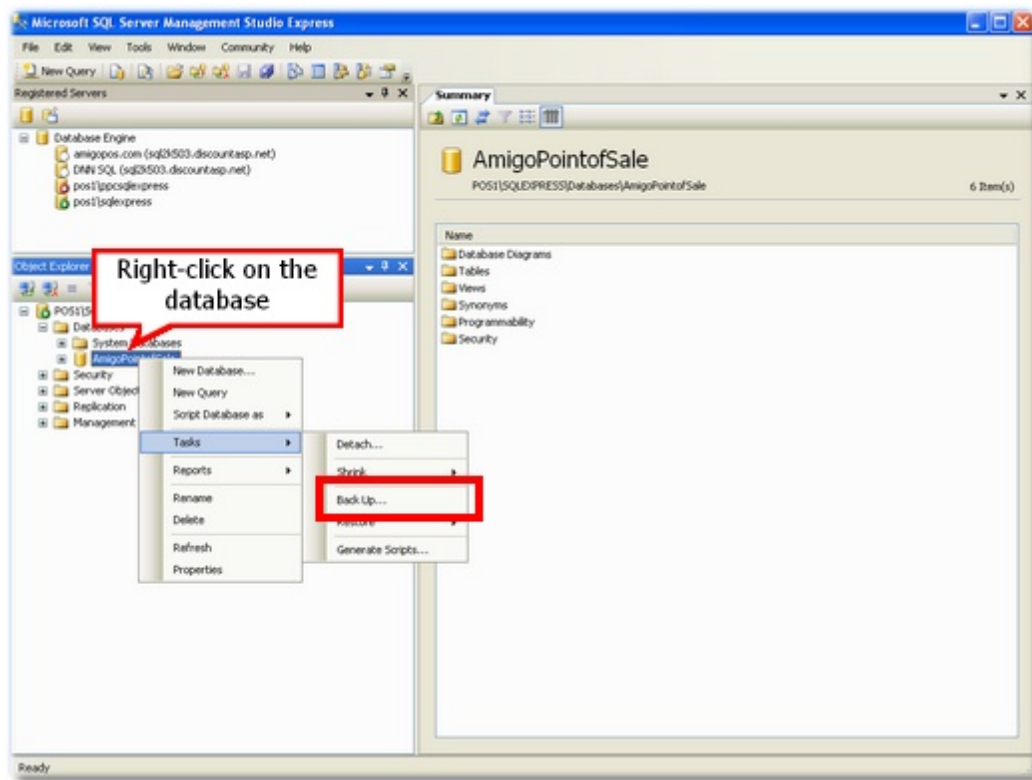 Microsoft SQL Server Management Studio Express
File Edit View Tools Window Community Help
New Query
Registered Servers
Database Engine
amigopos.com (sql2k503.discountasp.net)
DNN SQL (sql2k503.discountasp.net)
pos1\ppcsqlexpress
pos1\sqlexpress
Object Explorer
Right-click on the
database
Databases
System Databases
Security
Replication
Management
New Database...
New Query
Script Database as
Tasks
Reports
Rename
Delete
Refresh
Properties
Detach...
Shrink
Back Up...
Restore
Generate Scripts...
Summary
AmigoPointofSale
POS1\SQLEXPRESS\Databases\AmigoPointofSale
6 Item(s)
Name
Database Diagrams
Tables
Views
Synonyms
Programmability
Security
Ready